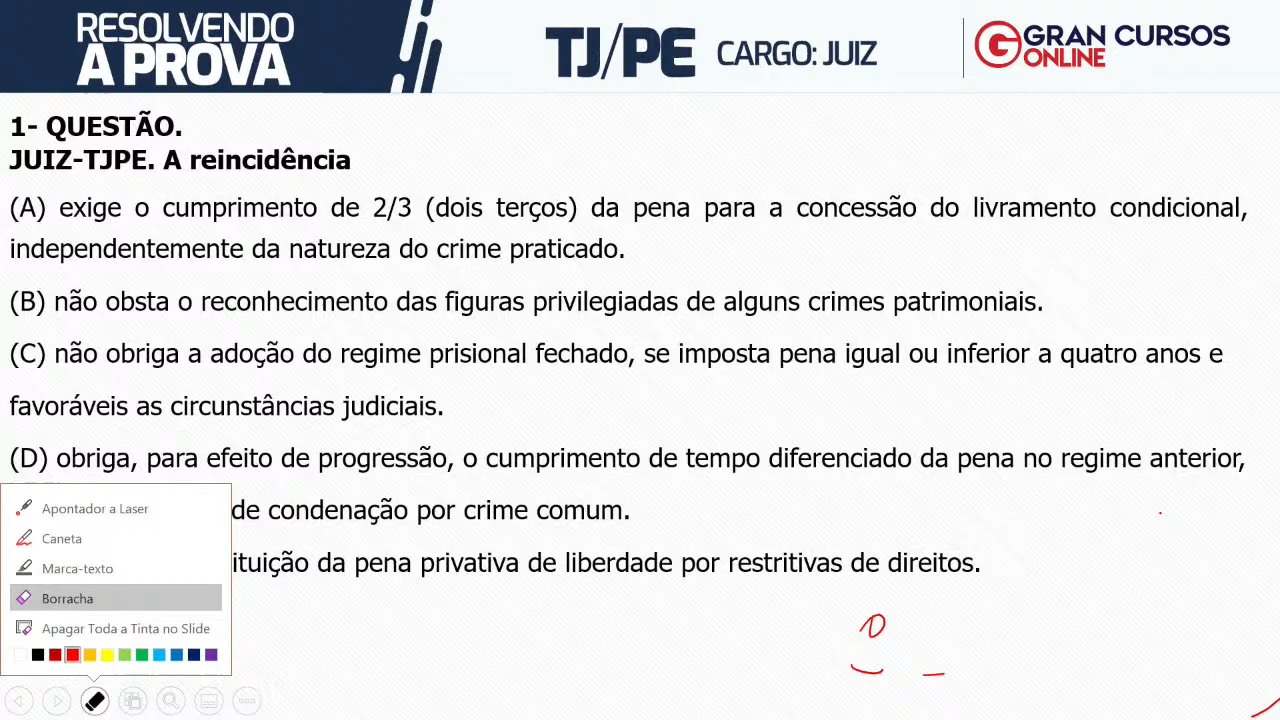 RESOLVENDO
A PROVA
TJ/PE CARGO: JUIZ
GRAN CURSOS
ONLINE
1- QUESTÃO.
JUIZ-TJPE. A reincidência
(A) exige o cumprimento de 2/3 (dois terços) da pena para a concessão do livramento condicional,
independentemente da natureza do crime praticado.
(B) não obsta o reconhecimento das figuras privilegiadas de alguns crimes patrimoniais.
(C) não obriga a adoção do regime prisional fechado, se imposta pena igual ou inferior a quatro anos e
favoráveis as circunstâncias judiciais.
(D) obriga, para efeito de progressão, o cumprimento de tempo diferenciado da pena no regime anterior,
de condenação por crime comum.
ituição da pena privativa de liberdade por restritivas de direitos.
Apontador a Laser
Caneta
Marca-texto
Borracha
Apagar Toda a Tinta no Slide